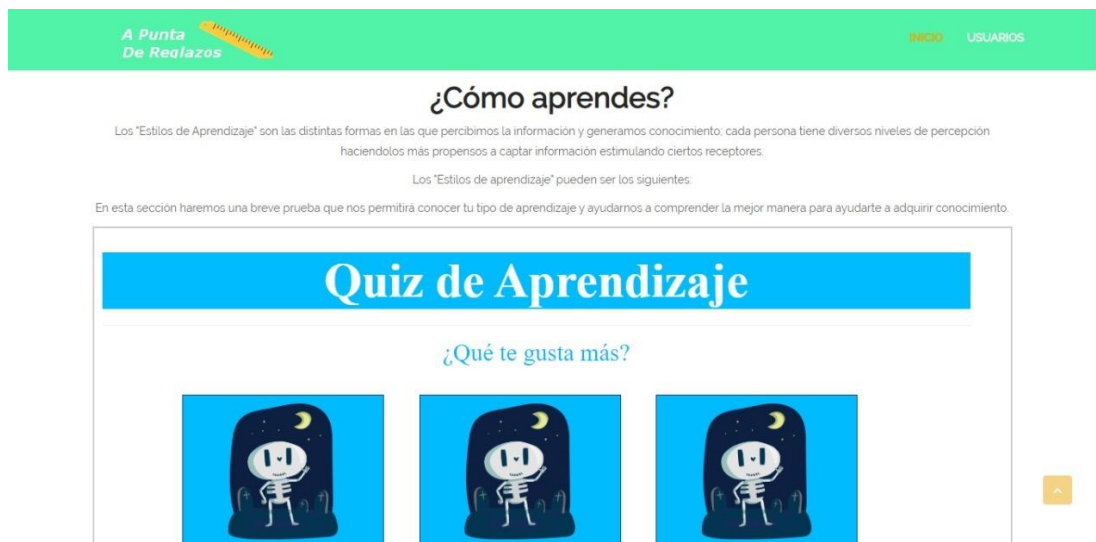 A Punta
De Reglazos
INICIO USUARIOS
¿Cómo aprendes?
Los "Estilos de Aprendizaje" son las distintas formas en las que percibimos la información y generamos conocimiento; cada persona tiene diversos niveles de percepción
haciendolos más propensos a captar información estimulando ciertos receptores.
Los "Estilos de aprendizaje" pueden ser los siguientes:
En esta sección haremos una breve prueba que nos permitirá conocer tu tipo de aprendizaje y ayudarnos a comprender la mejor manera para ayudarte a adquirir conocimiento.
Quiz de Aprendizaje
¿Qué te gusta más?